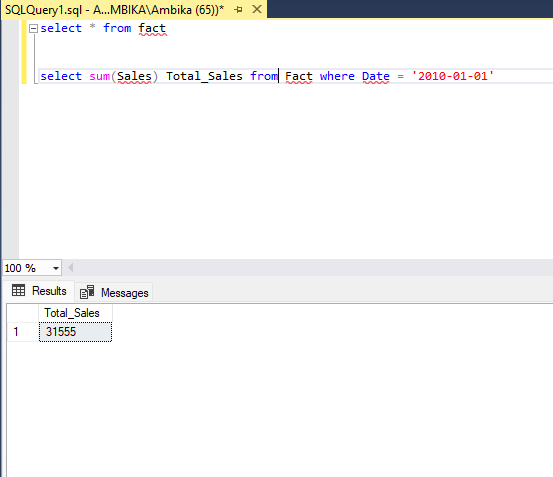 SQLQuery1.sql - A...MBIKA\Ambika (65))*
select * from fact
select sum(Sales) Total_Sales from Fact where Date = '2010-01-01'
100 %
Results Messages
Total_Sales
1 31555